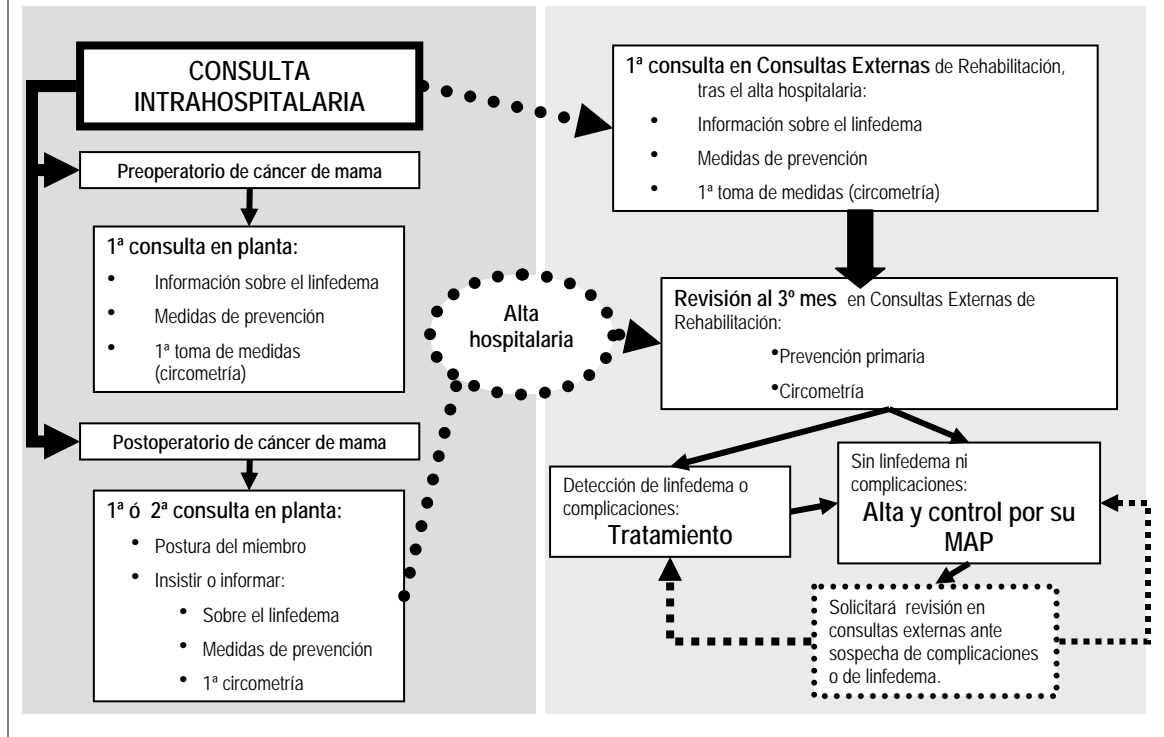 CONSULTA
INTRAHOSPITALARIA
Preoperatorio de cáncer de mama
1ª consulta en planta:
• Información sobre el linfedema
• Medidas de prevención
• 1ª toma de medidas
(circometría)
Postoperatorio de cáncer de mama
1ª ó 2ª consulta en planta:
• Postura del miembro
• Insistir o informar:
• Sobre el linfedema
• Medidas de prevención
• 1ª circometría
Alta
hospitalaria
1ª consulta en Consultas Externas de Rehabilitación,
tras el alta hospitalaria:
• Información sobre el linfedema
• Medidas de prevención
• 1ª toma de medidas (circometría)
Revisión al 3º mes en Consultas Externas de
Rehabilitación:
•Prevención primaria
•Circometría
Detección de linfedema o
complicaciones:
Tratamiento
Sin linfedema ni
complicaciones:
Alta y control por su
MAP
Solicitará revisión en
consultas externas ante
sospecha de complicaciones
o de linfedema.